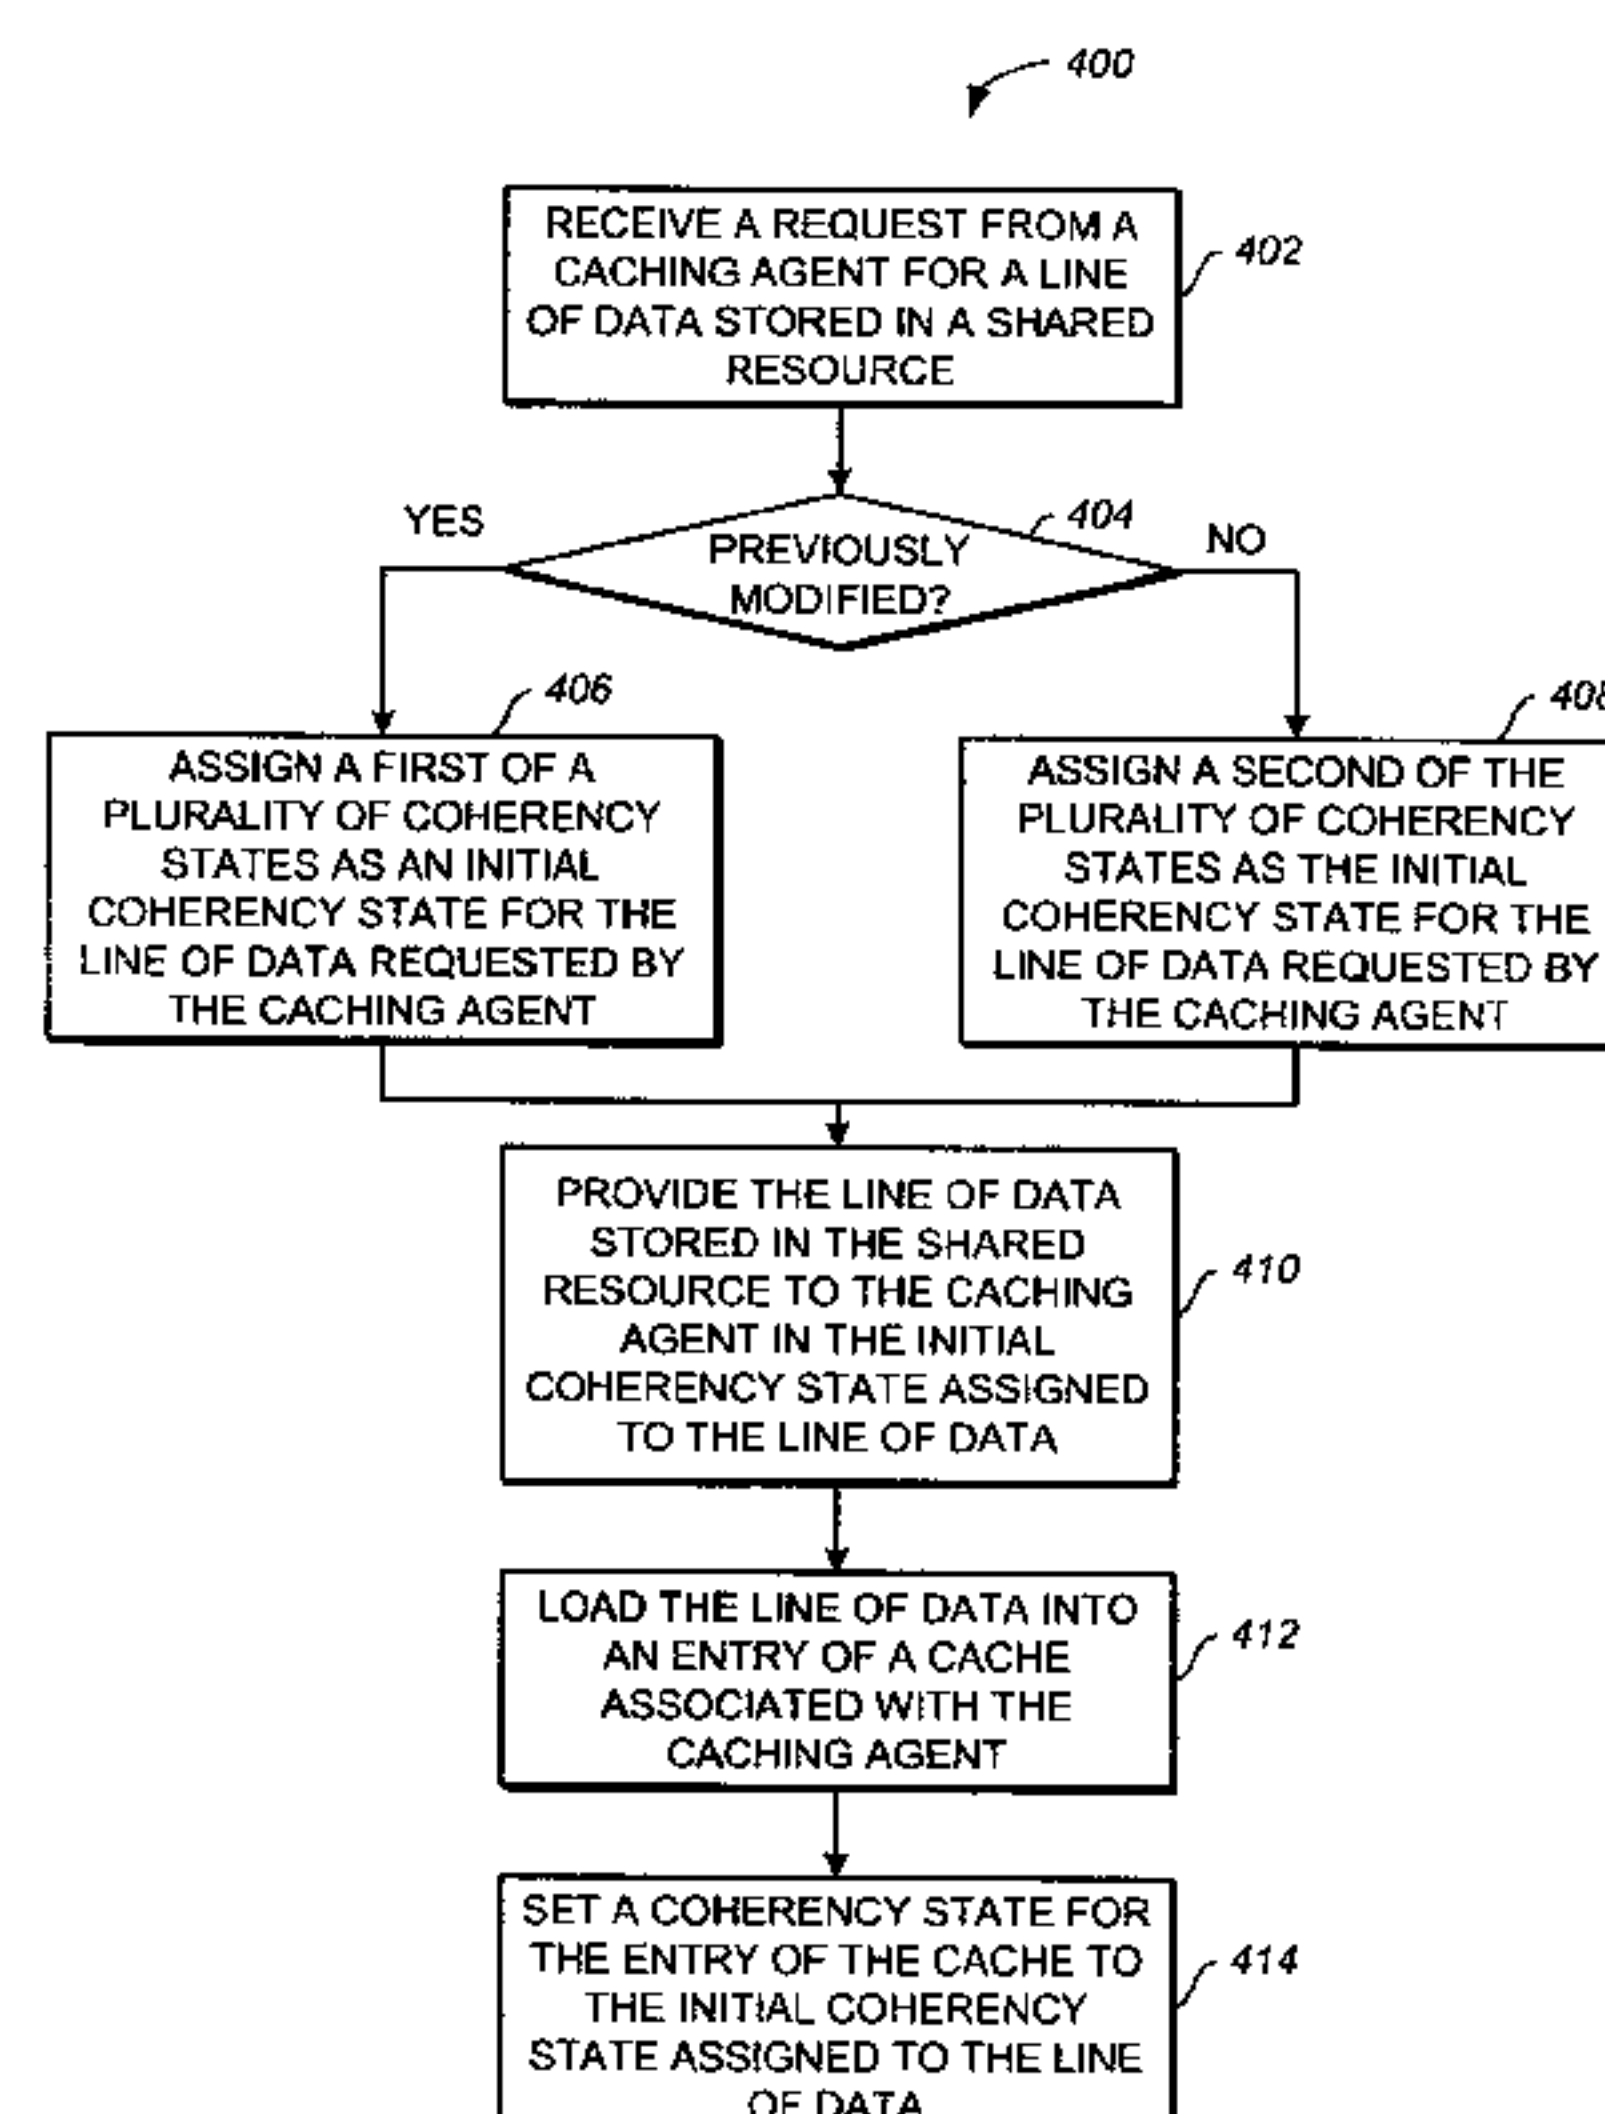 400
RECEIVE A REQUEST FROM A
CACHING AGENT FOR A LINE
OF DATA STORED IN A SHARED
RESOURCE
402
YES
PREVIOUSLY
MODIFIED?
404
NO
406
ASSIGN A FIRST OF A
PLURALITY OF COHERENCY
STATES AS AN INITIAL
COHERENCY STATE FOR THE
LINE OF DATA REQUESTED BY
THE CACHING AGENT
408
ASSIGN A SECOND OF THE
PLURALITY OF COHERENCY
STATES AS THE INITIAL
COHERENCY STATE FOR THE
LINE OF DATA REQUESTED BY
THE CACHING AGENT
PROVIDE THE LINE OF DATA
STORED IN THE SHARED
RESOURCE TO THE CACHING
AGENT IN THE INITIAL
COHERENCY STATE ASSIGNED
TO THE LINE OF DATA
410
LOAD THE LINE OF DATA INTO
AN ENTRY OF A CACHE
ASSOCIATED WITH THE
CACHING AGENT
412
SET A COHERENCY STATE FOR
THE ENTRY OF THE CACHE TO
THE INITIAL COHERENCY
STATE ASSIGNED TO THE LINE
OF DATA
414